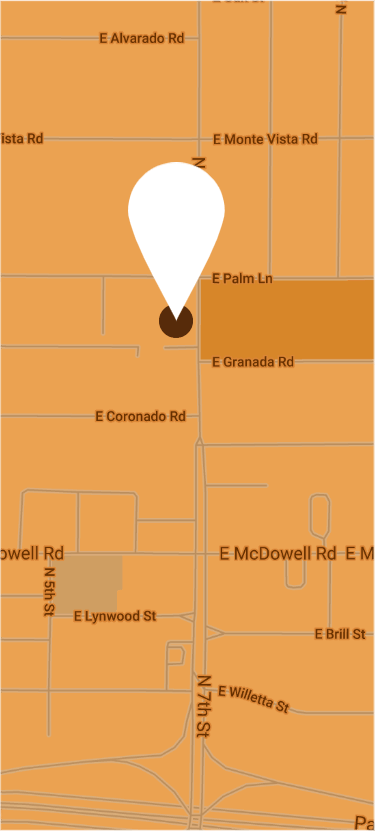 N
E Alvarado Rd
ista Rd
E Monte Vista Rd
N
E Palm Ln
E Granada Rd
E Coronado Rd
owell Rd
E McDowell Rd
E M
N 5th St
E Lynwood St
E Brill St
N 7th St
E Willetta St
Pa